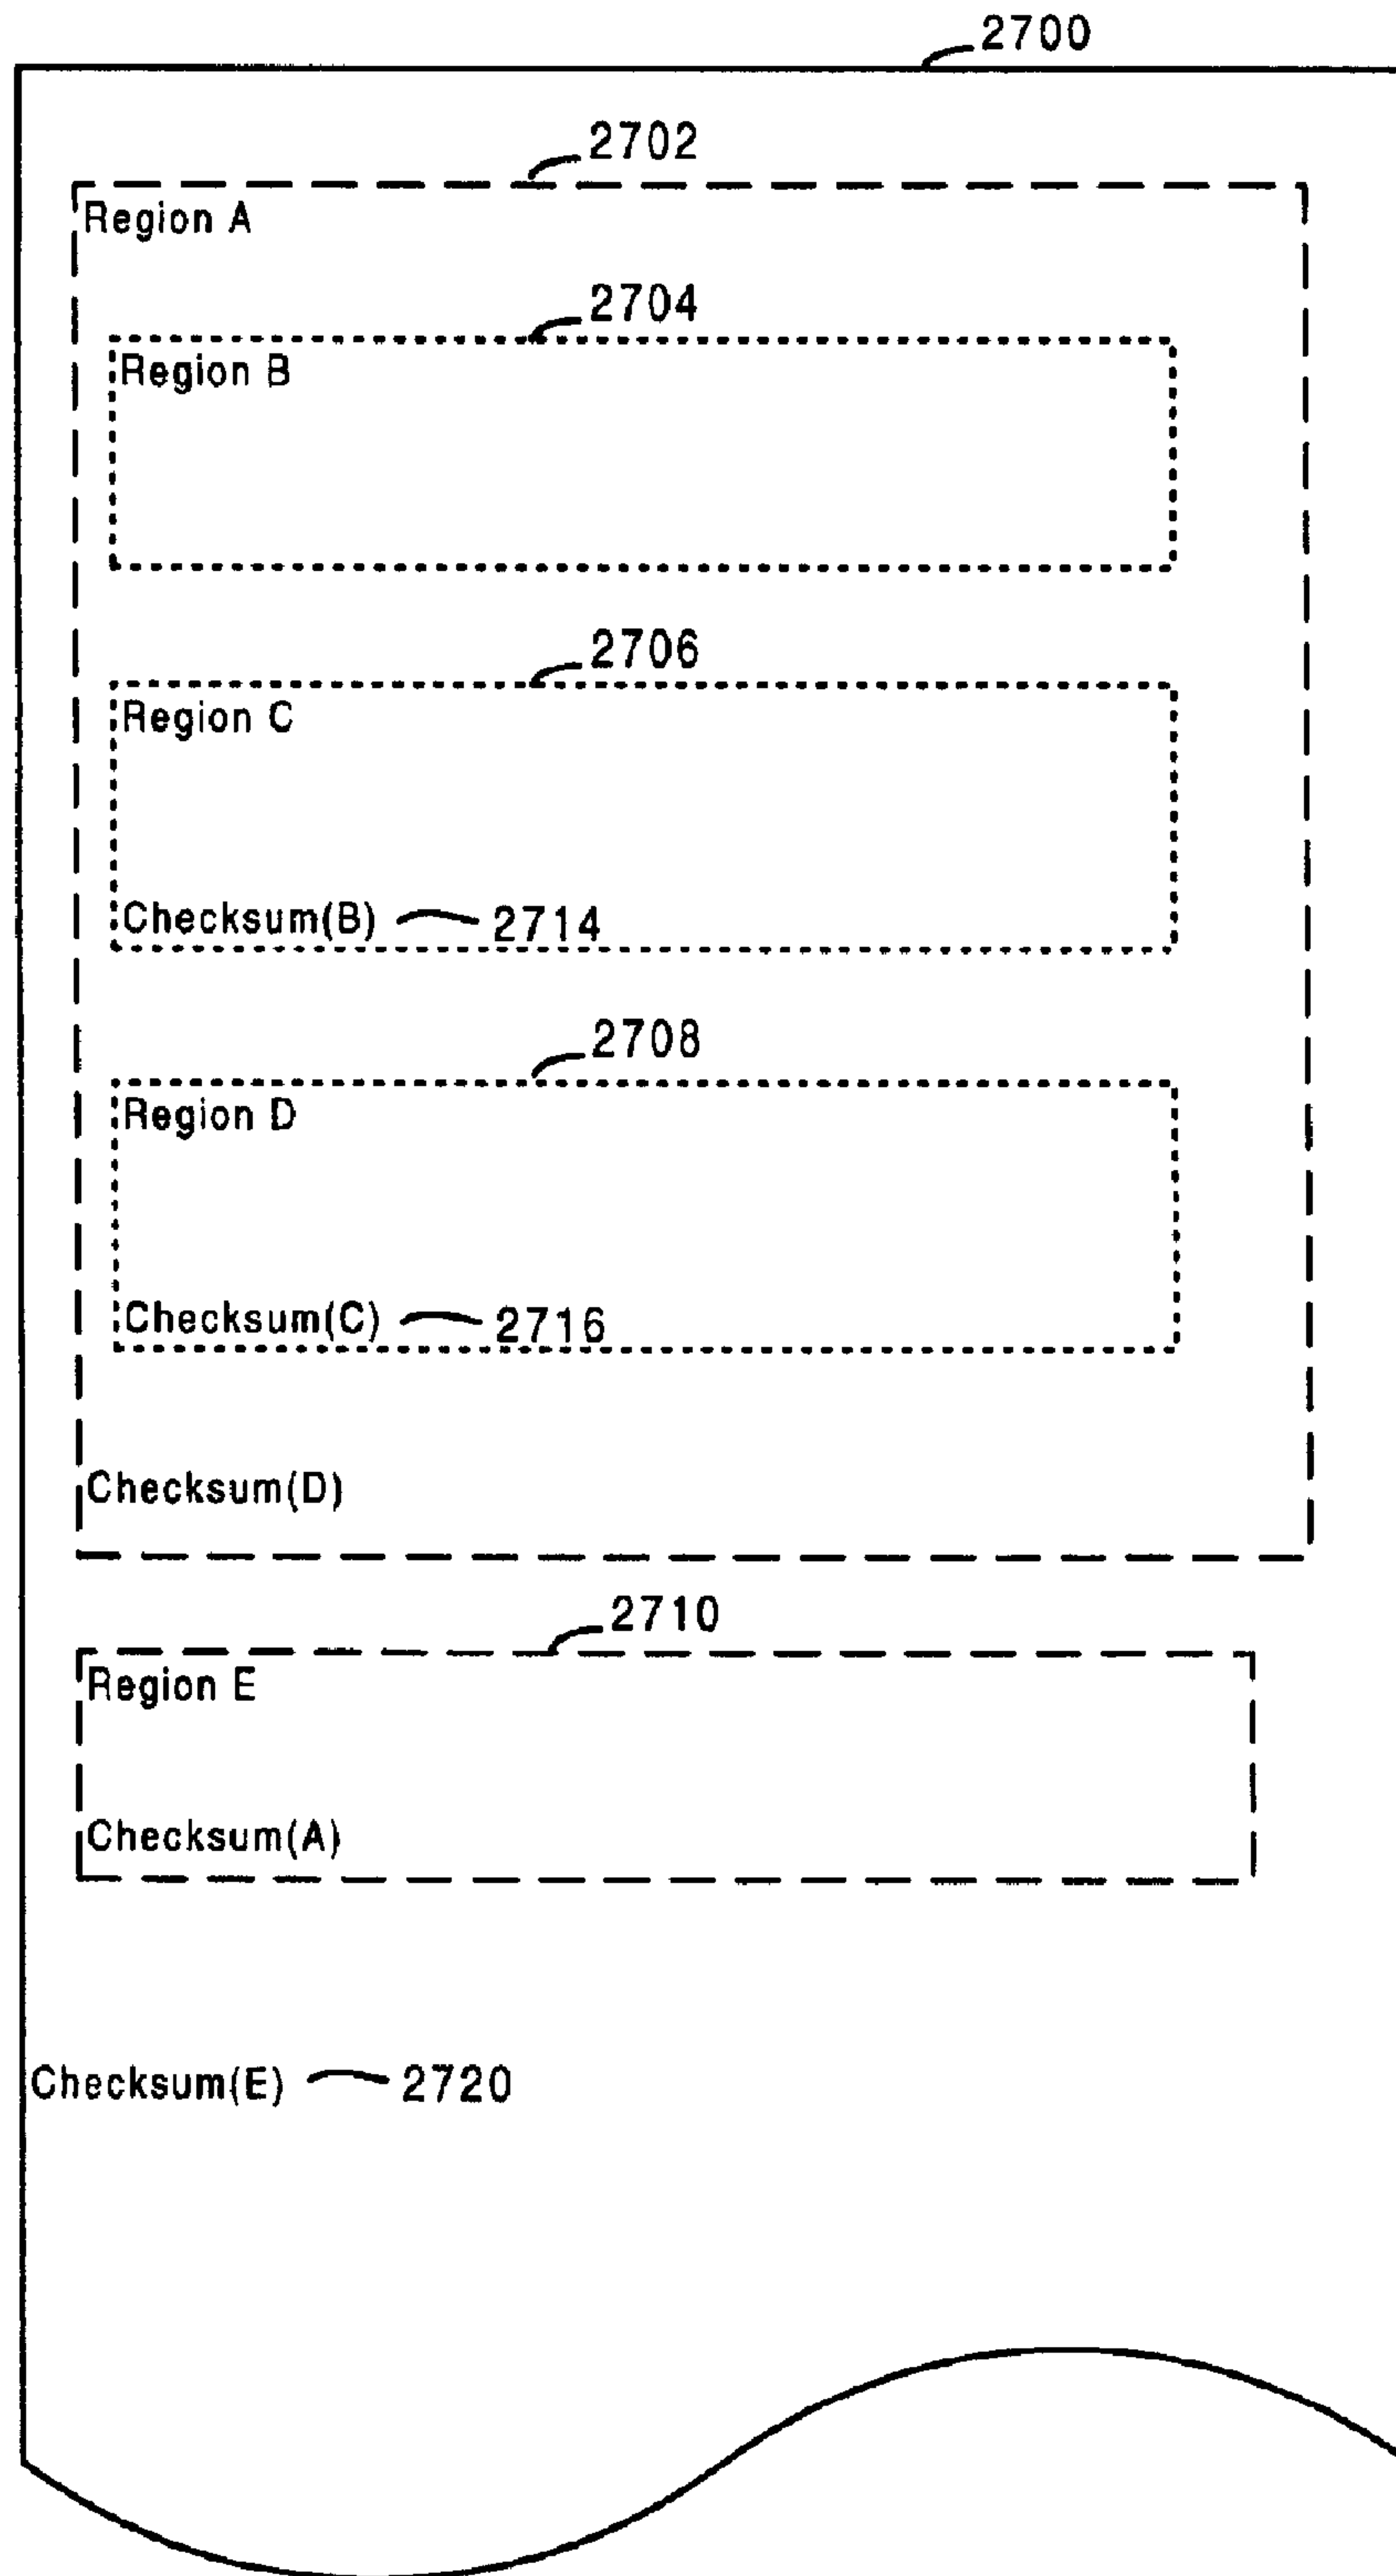 2700
2702
Region A
2704
Region B
2706
Region C
Checksum(B) 2714
2708
Region D
Checksum(C) 2716
Checksum(D)
2710
Region E
Checksum(A)
Checksum(E) 2720